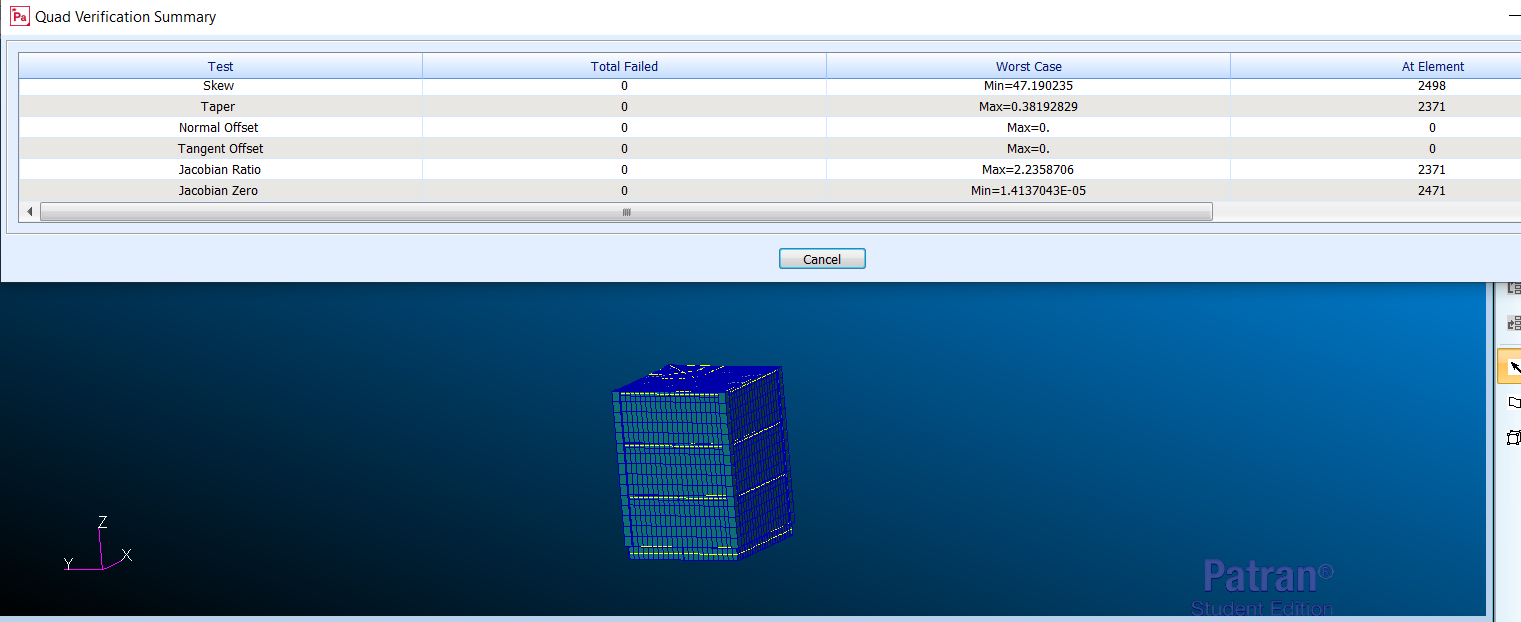 Pa Quad Verification Summary
Test Total Failed Worst Case At Element
Skew 0 Min=47.190235 2498
Taper 0 Max=0.38192829 2371
Normal Offset 0 Max=0. 0
Tangent Offset 0 Max=0. 0
Jacobian Ratio 0 Max=2.2358706 2371
Jacobian Zero 0 Min=1.4137043E-05 2471
Cancel
Z
Y X
Patran®
Student Edition